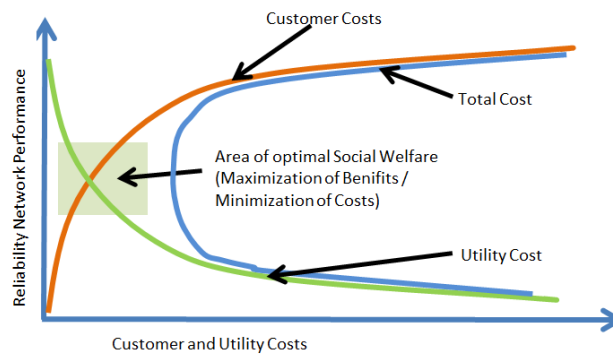 Customer Costs
Total Cost
Area of optimal Social Welfare
(Maximization of Benifits /
Minimization of Costs)
Utility Cost
Reliability Network Performance
Customer and Utility Costs